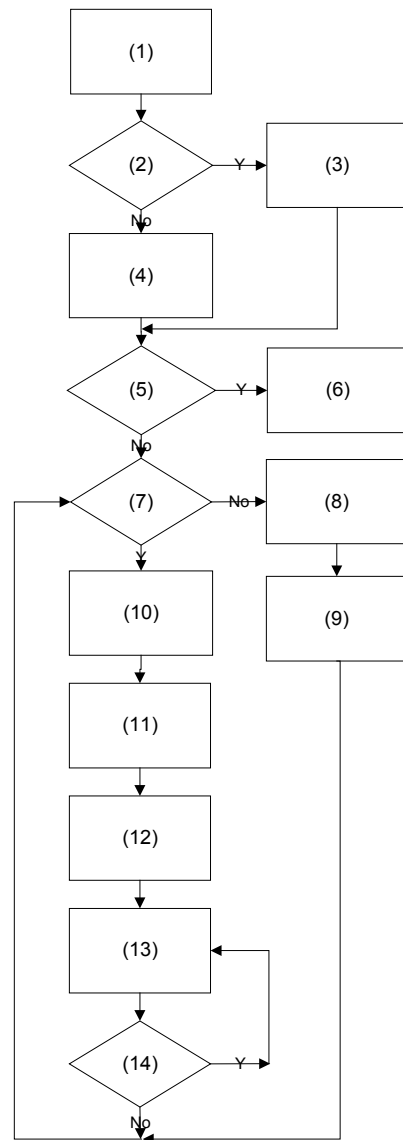 (1)
(2)
Y
(3)
No
(4)
(5)
Y
(6)
No
(7)
No
(8)
Y
(10)
(9)
(11)
(12)
(13)
(14)
Y
No